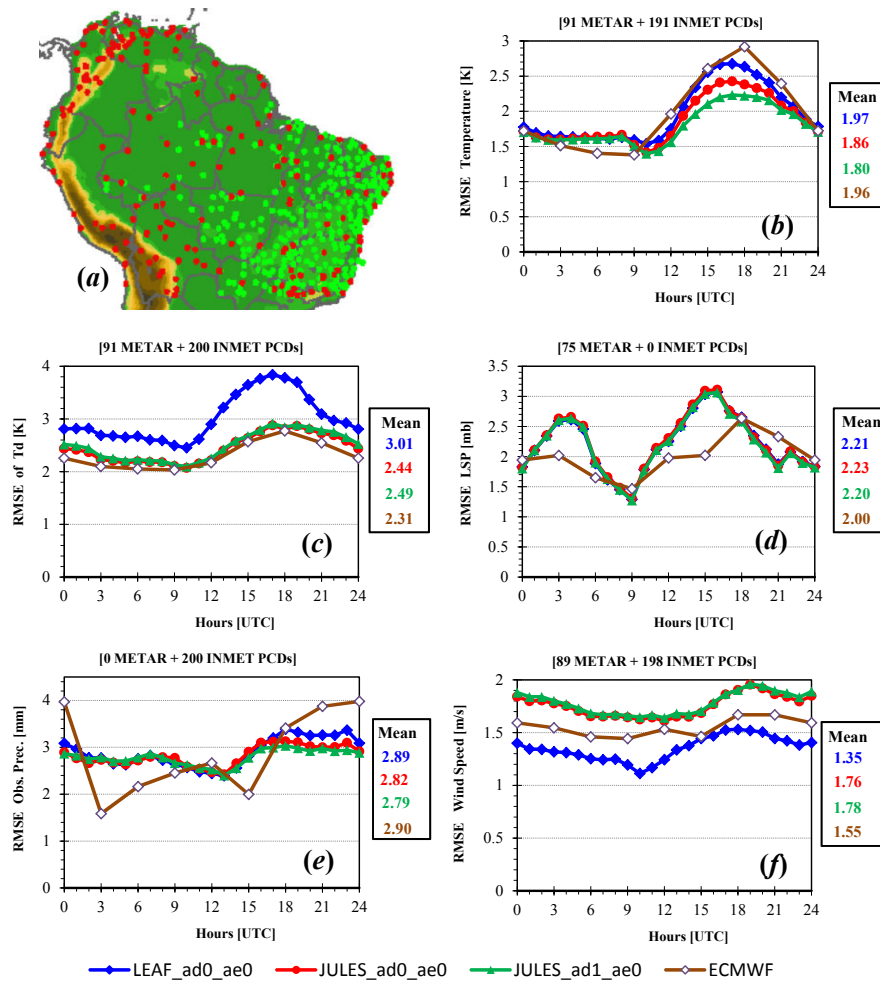 (a)
[91 METAR + 191 INMET PCDs]
RMSE Temperature [K]
3
2.5
2
1.5
1
0.5
0
0 3 6 9 12 15 18 21 24
Hours [UTC]
(b)
Mean
1.97
1.86
1.80
1.96
[91 METAR + 200 INMET PCDs]
RMSE of Td [K]
4
3
2
1
0
0 3 6 9 12 15 18 21 24
Hours [UTC]
(c)
Mean
3.01
2.44
2.49
2.31
[75 METAR + 0 INMET PCDs]
RMSE LSP [mb]
3.5
3
2.5
2
1.5
1
0.5
0
0 3 6 9 12 15 18 21 24
Hours [UTC]
(d)
Mean
2.21
2.23
2.20
2.00
[0 METAR + 200 INMET PCDs]
RMSE Obs. Prec. [mm]
4
3
2
1
0
0 3 6 9 12 15 18 21 24
Hours [UTC]
(e)
Mean
2.89
2.82
2.79
2.90
[89 METAR + 198 INMET PCDs]
RMSE Wind Speed [m/s]
2
1.5
1
0.5
0
0 3 6 9 12 15 18 21 24
Hours [UTC]
(f)
Mean
1.35
1.76
1.78
1.55
LEAF_ad0_ae0 JULES_ad0_ae0 JULES_ad1_ae0 ECMWF